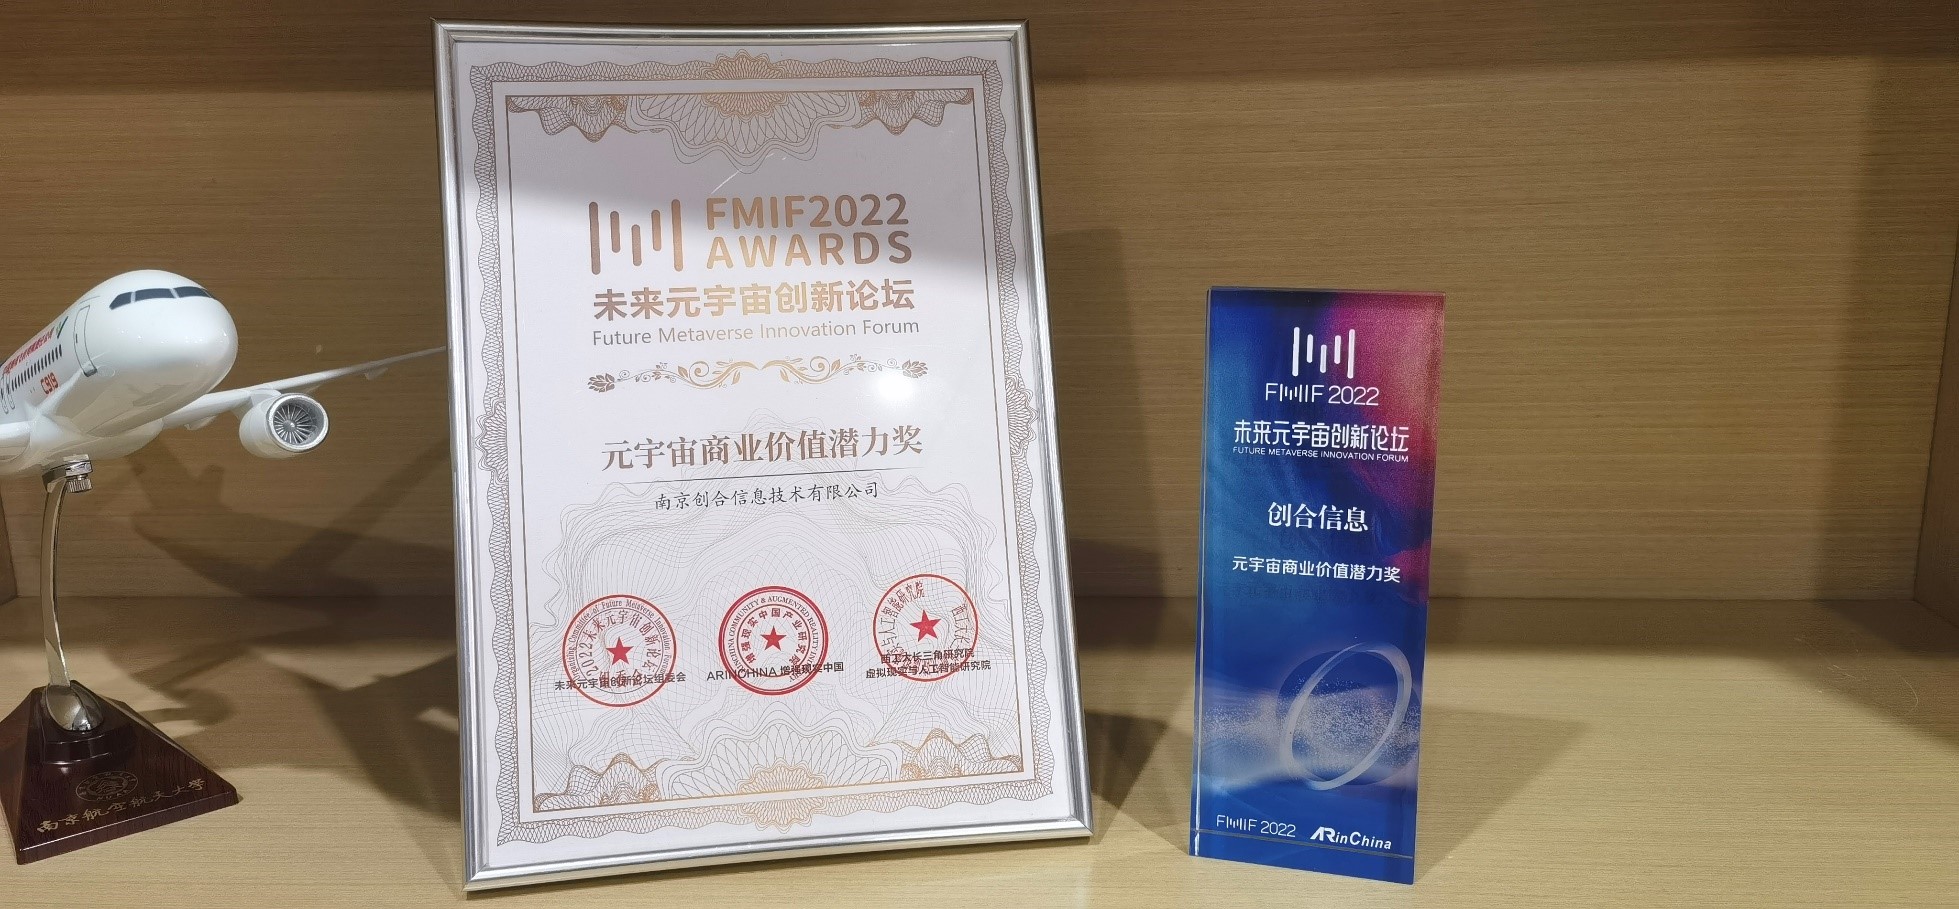 C919
南京航空航天大学
FMIF2022
AWARDS
未来元宇宙创新论坛
Future Metaverse Innovation Forum
元宇宙商业价值潜力奖
南京创合信息技术有限公司
未来元宇宙创新论坛组委会
ARINCHINA 增强现实中国
西工大长三角研究院
虚拟现实与人工智能研究院
FMIF 2022
未来元宇宙创新论坛
FUTURE METAVERSE INNOVATION FORUM
创合信息
元宇宙商业价值潜力奖
FMIF 2022
ARinChina